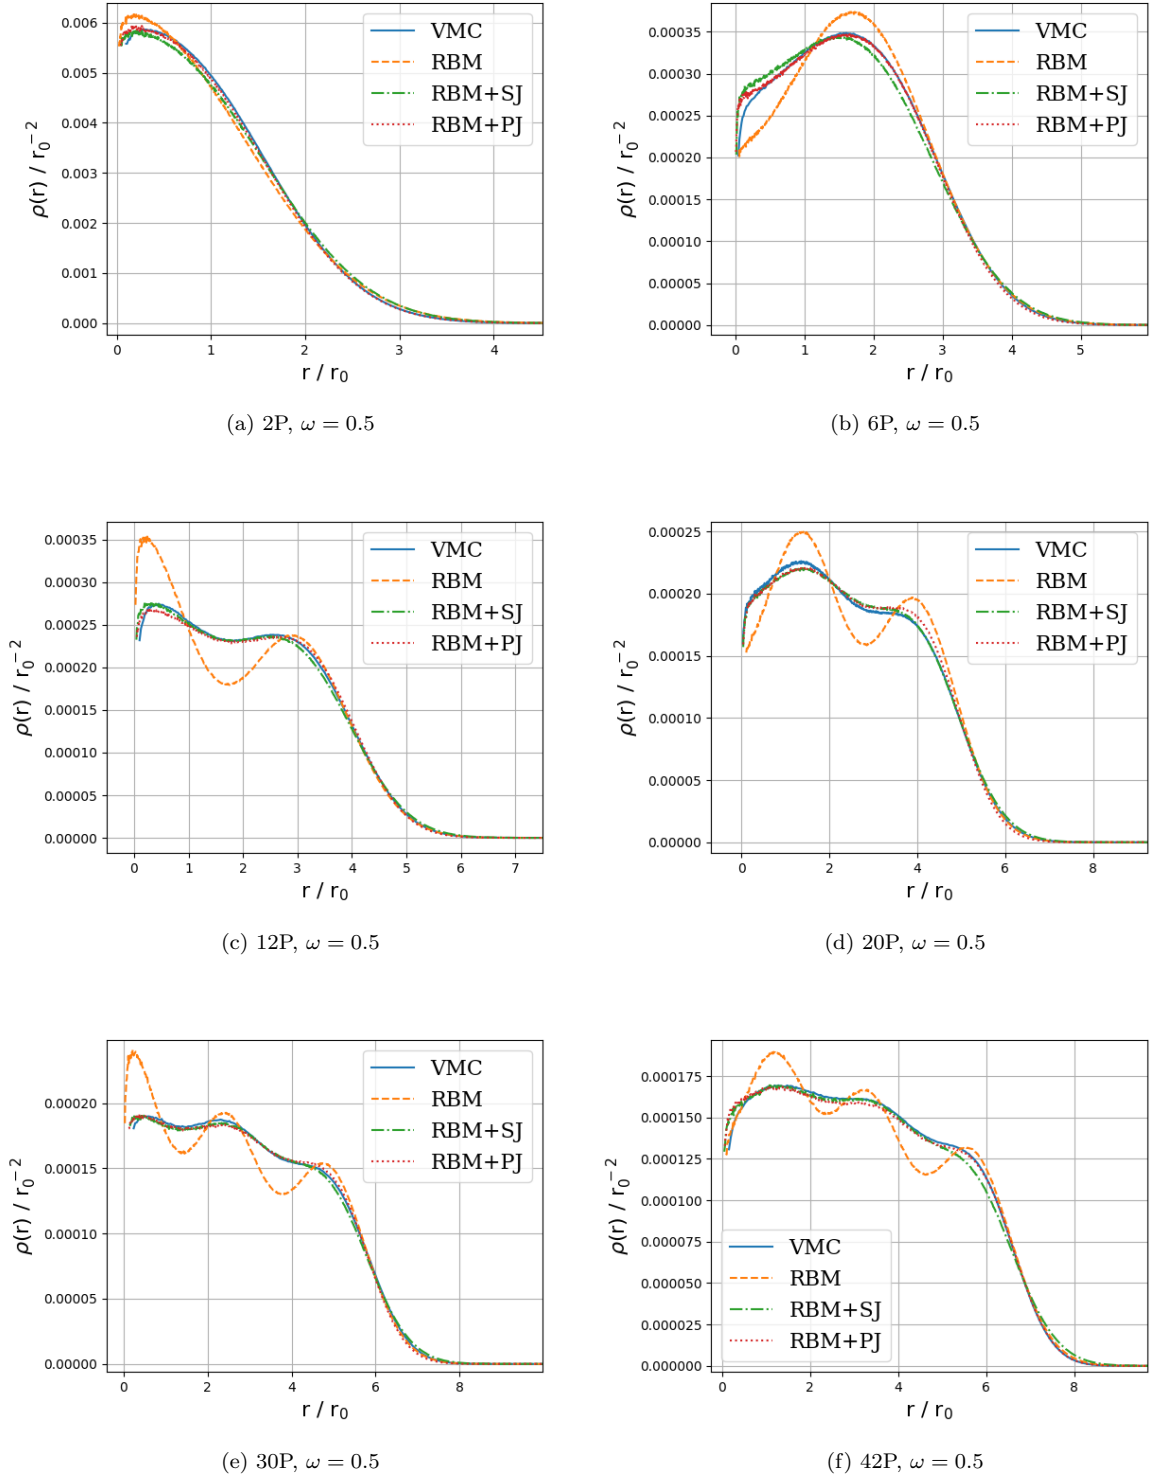 0.006
0.005
0.004
0.003
0.002
0.001
0.000
ρ(r) / r₀⁻²
0 1 2 3 4
r / r₀
VMC
RBM
RBM+SJ
RBM+PJ
(a) 2P, ω = 0.5
0.00035
0.00030
0.00025
0.00020
0.00015
0.00010
0.00005
0.00000
ρ(r) / r₀⁻²
0 1 2 3 4 5
r / r₀
VMC
RBM
RBM+SJ
RBM+PJ
(b) 6P, ω = 0.5
0.00035
0.00030
0.00025
0.00020
0.00015
0.00010
0.00005
0.00000
ρ(r) / r₀⁻²
0 1 2 3 4 5 6 7
r / r₀
VMC
RBM
RBM+SJ
RBM+PJ
(c) 12P, ω = 0.5
0.00025
0.00020
0.00015
0.00010
0.00005
0.00000
ρ(r) / r₀⁻²
0 2 4 6 8
r / r₀
VMC
RBM
RBM+SJ
RBM+PJ
(d) 20P, ω = 0.5
0.00020
0.00015
0.00010
0.00005
0.00000
ρ(r) / r₀⁻²
0 2 4 6 8
r / r₀
VMC
RBM
RBM+SJ
RBM+PJ
(e) 30P, ω = 0.5
0.000175
0.000150
0.000125
0.000100
0.000075
0.000050
0.000025
0.000000
ρ(r) / r₀⁻²
0 2 4 6 8
r / r₀
VMC
RBM
RBM+SJ
RBM+PJ
(f) 42P, ω = 0.5